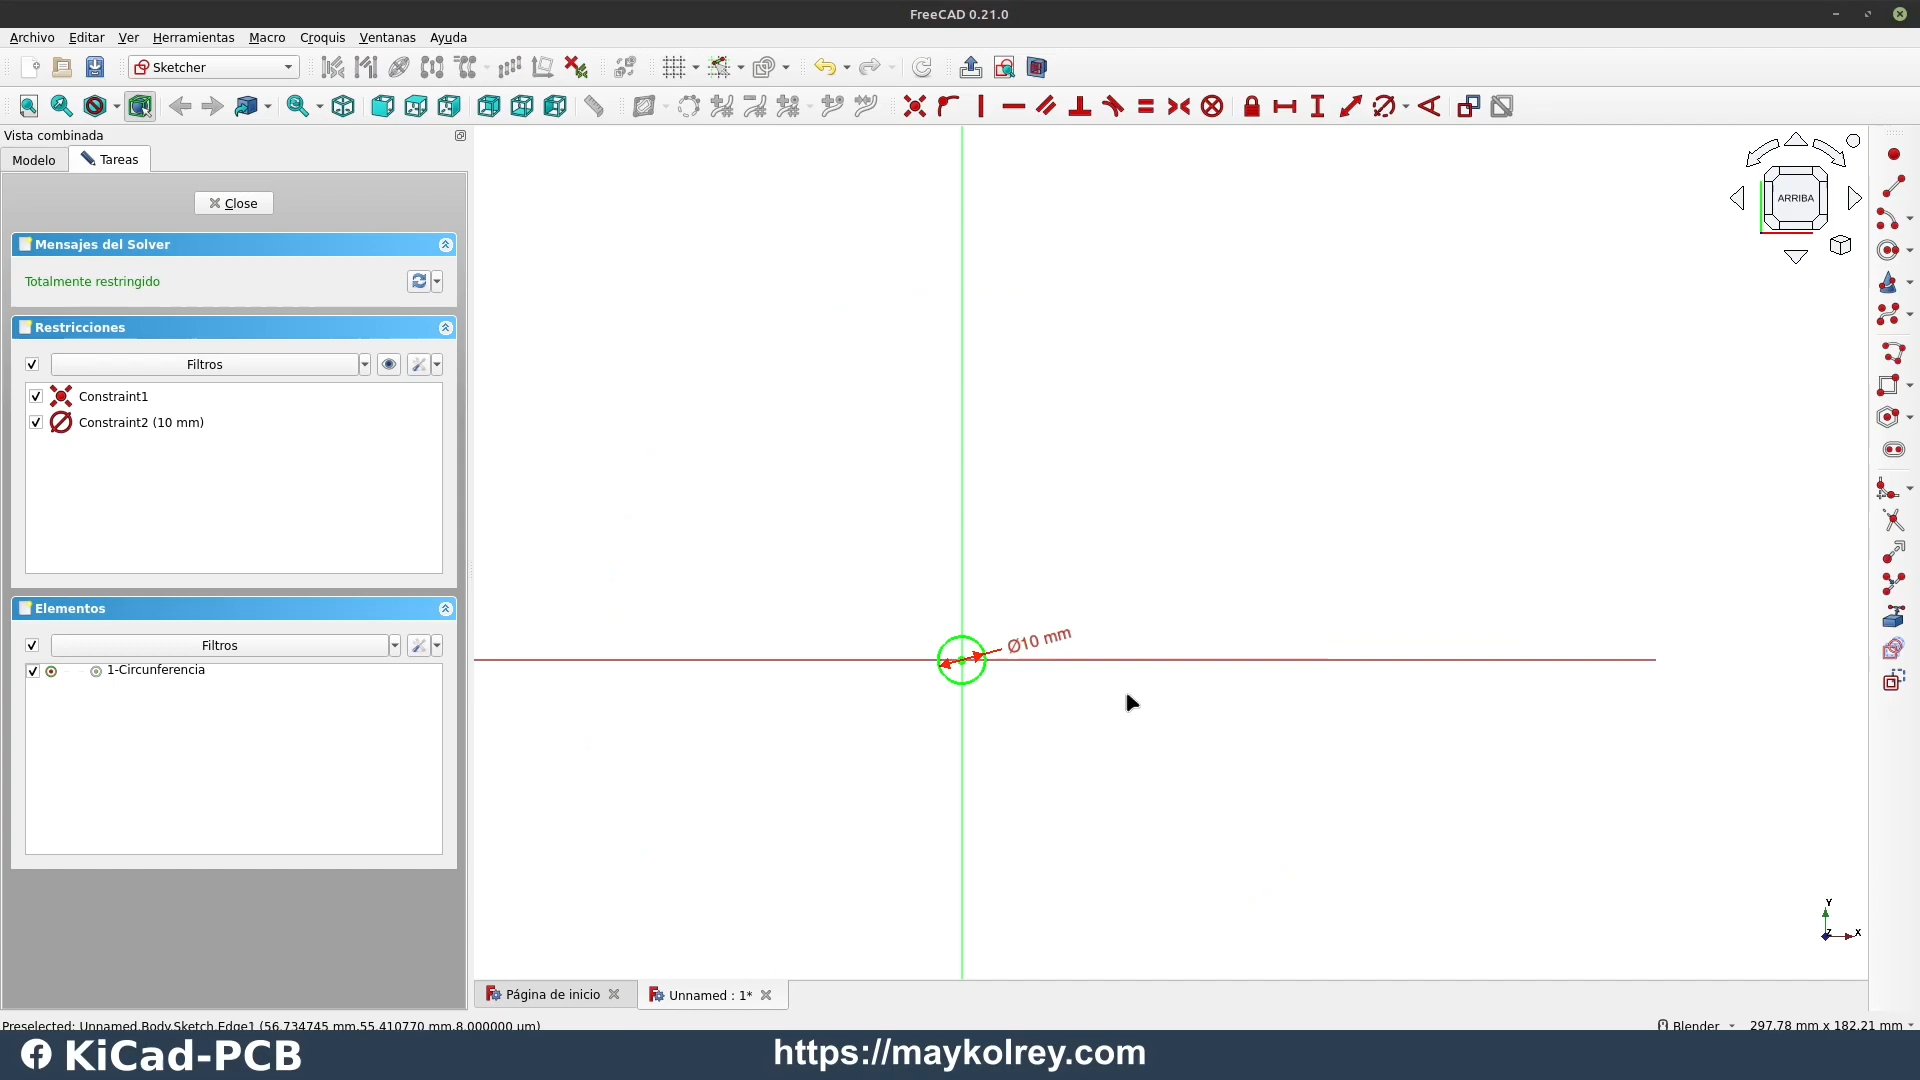 FreeCAD 0.21.0
Archivo Editar Ver Herramientas Macro Croquis Ventanas Ayuda
Sketcher
Vista combinada
Modelo Tareas
Close
Mensajes del Solver
Totalmente restringido
Restricciones
Filtros
Constraint1
Constraint2 (10 mm)
Elementos
Filtros
1-Circunferencia
ARRIBA
Ø10 mm
Y
Z
X
Página de inicio
Unnamed : 1*
Preselected: Unnamed.Body.Sketch.Edge1 (56.734745 mm,55.410770 mm,8.000000 um)
Blender
297.78 mm x 182.21 mm
KiCad-PCB
https://maykolrey.com